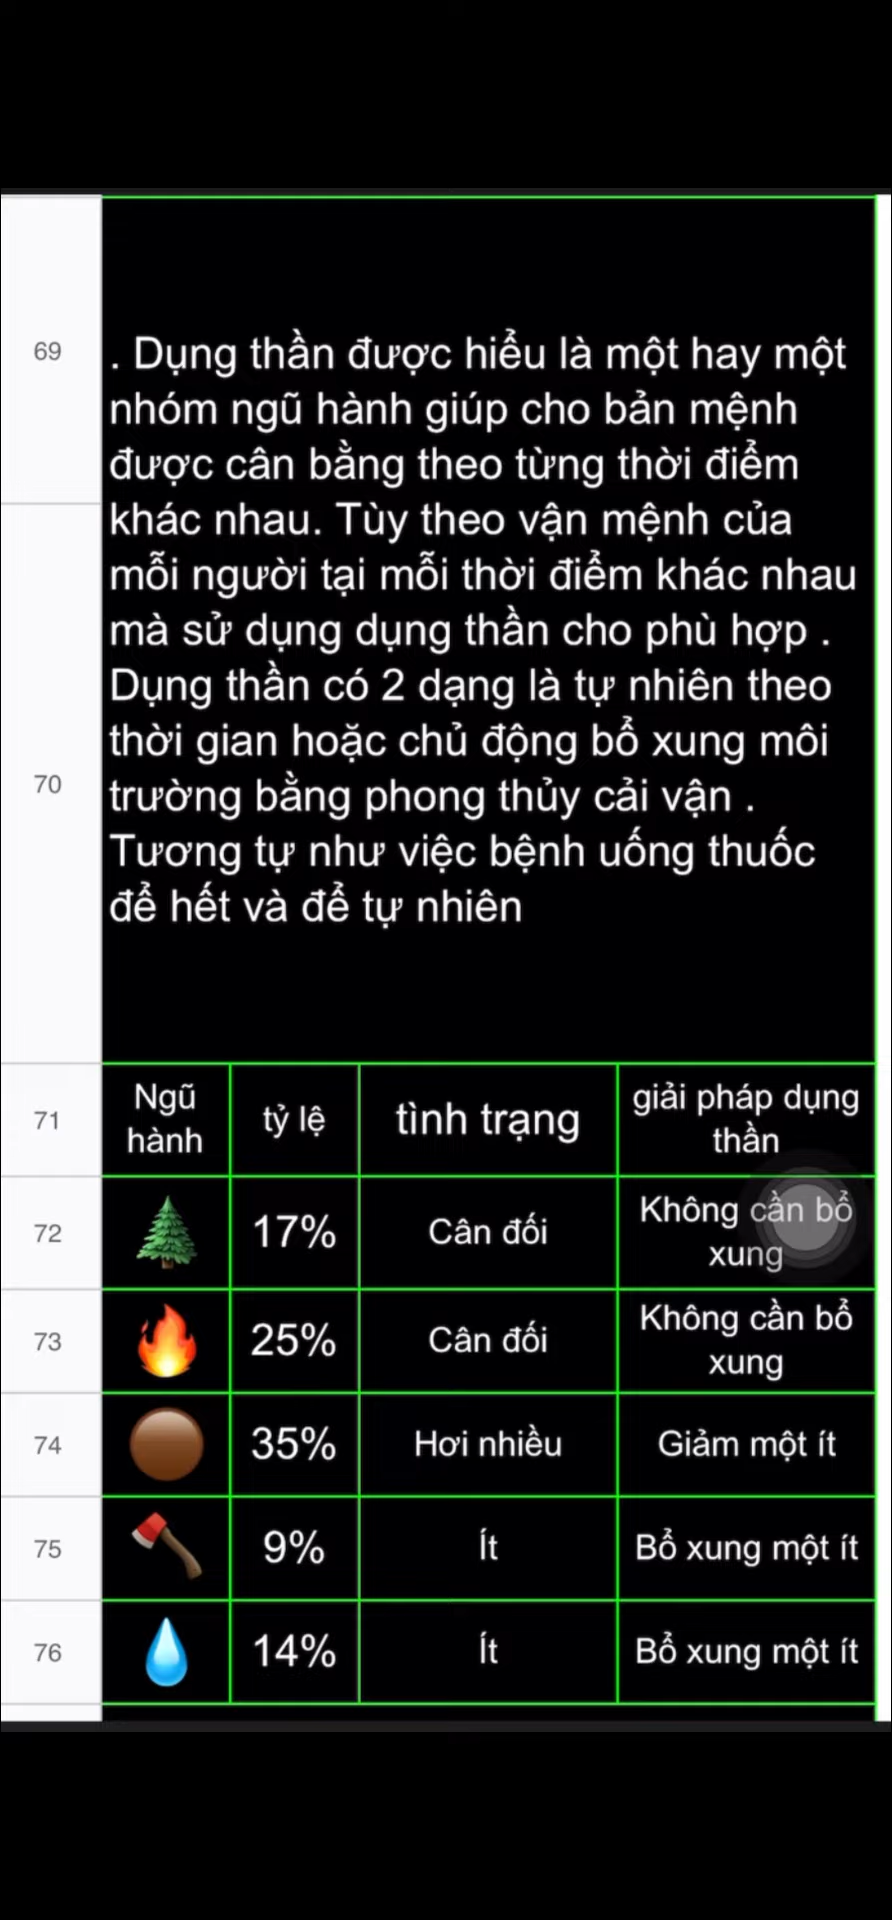 69
. Dụng thần được hiểu là một hay một
nhóm ngũ hành giúp cho bản mệnh
được cân bằng theo từng thời điểm
khác nhau. Tùy theo vận mệnh của
mỗi người tại mỗi thời điểm khác nhau
mà sử dụng dụng thần cho phù hợp .
Dụng thần có 2 dạng là tự nhiên theo
thời gian hoặc chủ động bổ xung môi
70
trường bằng phong thủy cải vận .
Tương tự như việc bệnh uống thuốc
để hết và để tự nhiên
71
Ngũ
hành
tỷ lệ
tình trạng
giải pháp dụng
thần
72
17%
Cân đối
Không cần bổ
xung
73
25%
Cân đối
Không cần bổ
xung
74
35%
Hơi nhiều
Giảm một ít
75
9%
Ít
Bổ xung một ít
76
14%
Ít
Bổ xung một ít